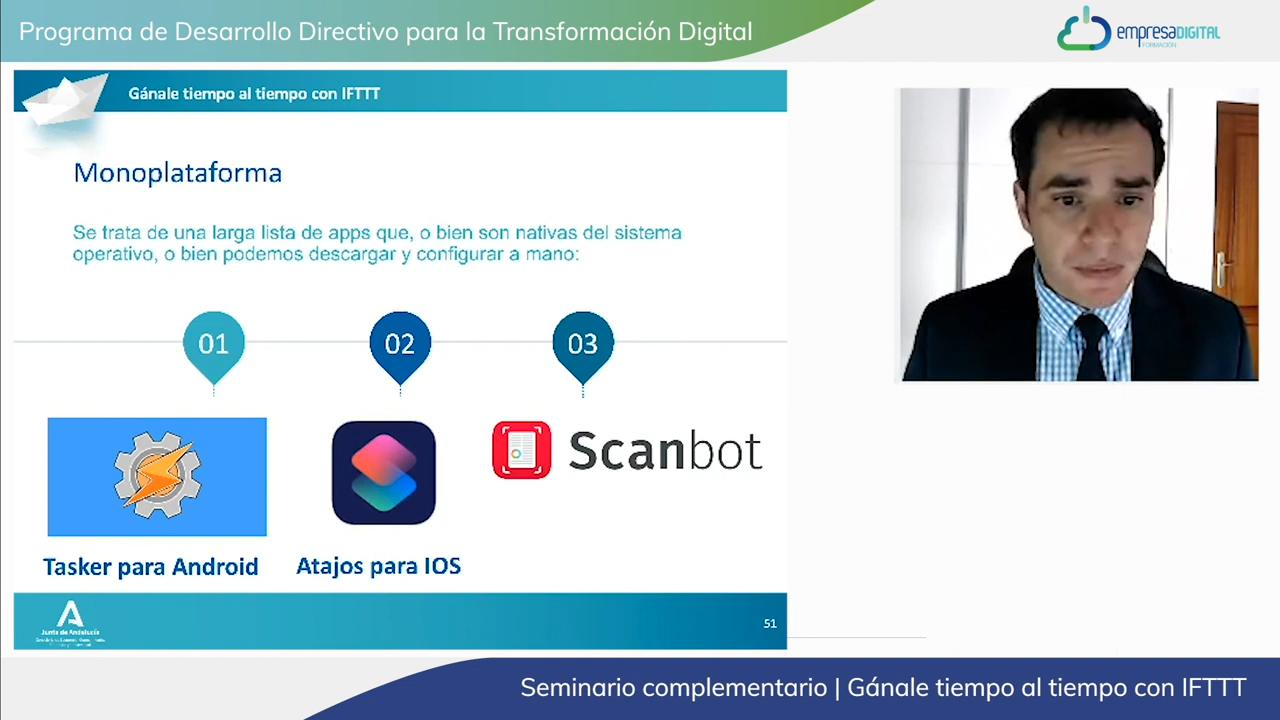 Programa de Desarrollo Directivo para la Transformación Digital
empresaDIGITAL
FORMACIÓN
Gánale tiempo al tiempo con IFTTT
Monoplataforma
Se trata de una larga lista de apps que, o bien son nativas del sistema
operativo, o bien podemos descargar y configurar a mano:
01
02
03
Scanbot
Tasker para Android
Atajos para IOS
Junta de Andalucía
51
Seminario complementario | Gánale tiempo al tiempo con IFTTT